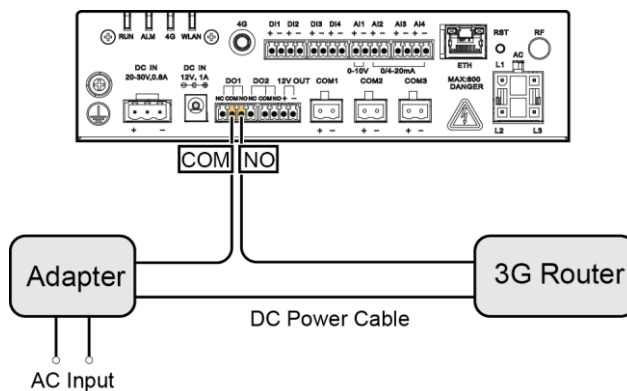 RUN ALM 4G WLAN
4G
DI1 DI2 DI3 DI4 AI1 AI2 AI3 AI4
+ − + − + − + − + − + − + − + −
0-10V 0/4-20mA
ETH
RST
RF
L1 AC
DC IN
20-30V,0.8A
DC IN
12V, 1A
DO1 DO2 12V OUT
NC COM NO NC COM NO + −
COM1 COM2 COM3
MAX:600
DANGER
+ −
+ − + − + −
L2 L3
COM NO
Adapter
3G Router
DC Power Cable
AC Input